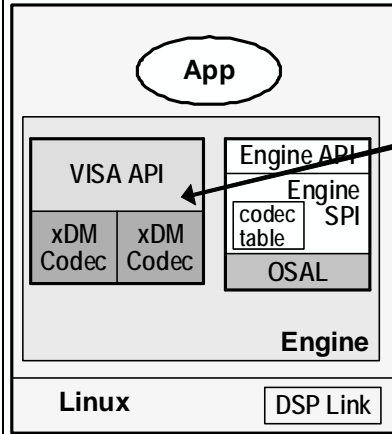 App
VISA API
xDM
Codec
xDM
Codec
Engine API
Engine
SPI
codec
table
OSAL
Engine
Linux
DSP Link